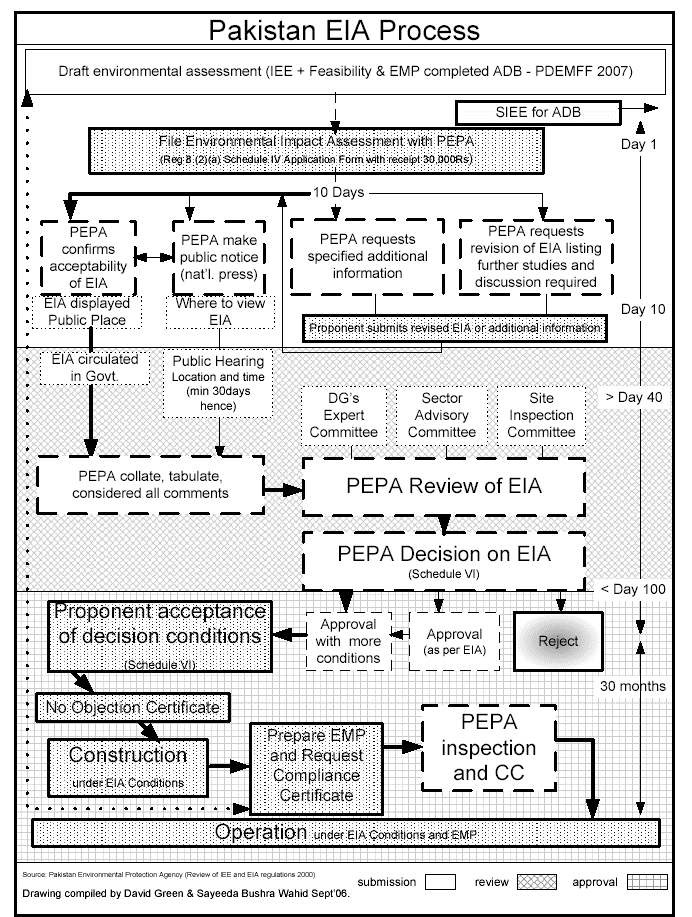 Pakistan EIA Process
Draft environmental assessment (IEE + Feasibility & EMP completed ADB - PDEMFF 2007)
SIEE for ADB
Day 1
File Environmental Impact Assessment with PEPA
(Reg 8 (2)(a) Schedule IV Application Form with receipt 30,000Rs)
10 Days
PEPA
confirms
acceptability
of EIA
PEPA make
public notice
(nat'l. press)
PEPA requests
specified additional
information
PEPA requests
revision of EIA listing
further studies and
discussion required
EIA displayed
Public Place
Where to view
EIA
Day 10
Proponent submits revised EIA or additional information
EIA circulated
in Govt.
Public Hearing
Location and time
(min 30days
hence)
DG's
Expert
Committee
Sector
Advisory
Committee
Site
Inspection
Committee
> Day 40
PEPA collate, tabulate,
considered all comments
PEPA Review of EIA
PEPA Decision on EIA
(Schedule VI)
< Day 100
Proponent acceptance
of decision conditions
(Schedule VI)
Approval
with more
conditions
Approval
(as per EIA)
Reject
30 months
No Objection Certificate
Construction
under EIA Conditions
Prepare EMP
and Request
Compliance
Certificate
PEPA
inspection
and CC
Operation under EIA Conditions and EMP
Source: Pakistan Environmental Protection Agency (Review of IEE and EIA regulations 2000)
Drawing compiled by David Green & Sayeeda Bushra Wahid Sept'06.
submission
review
approval